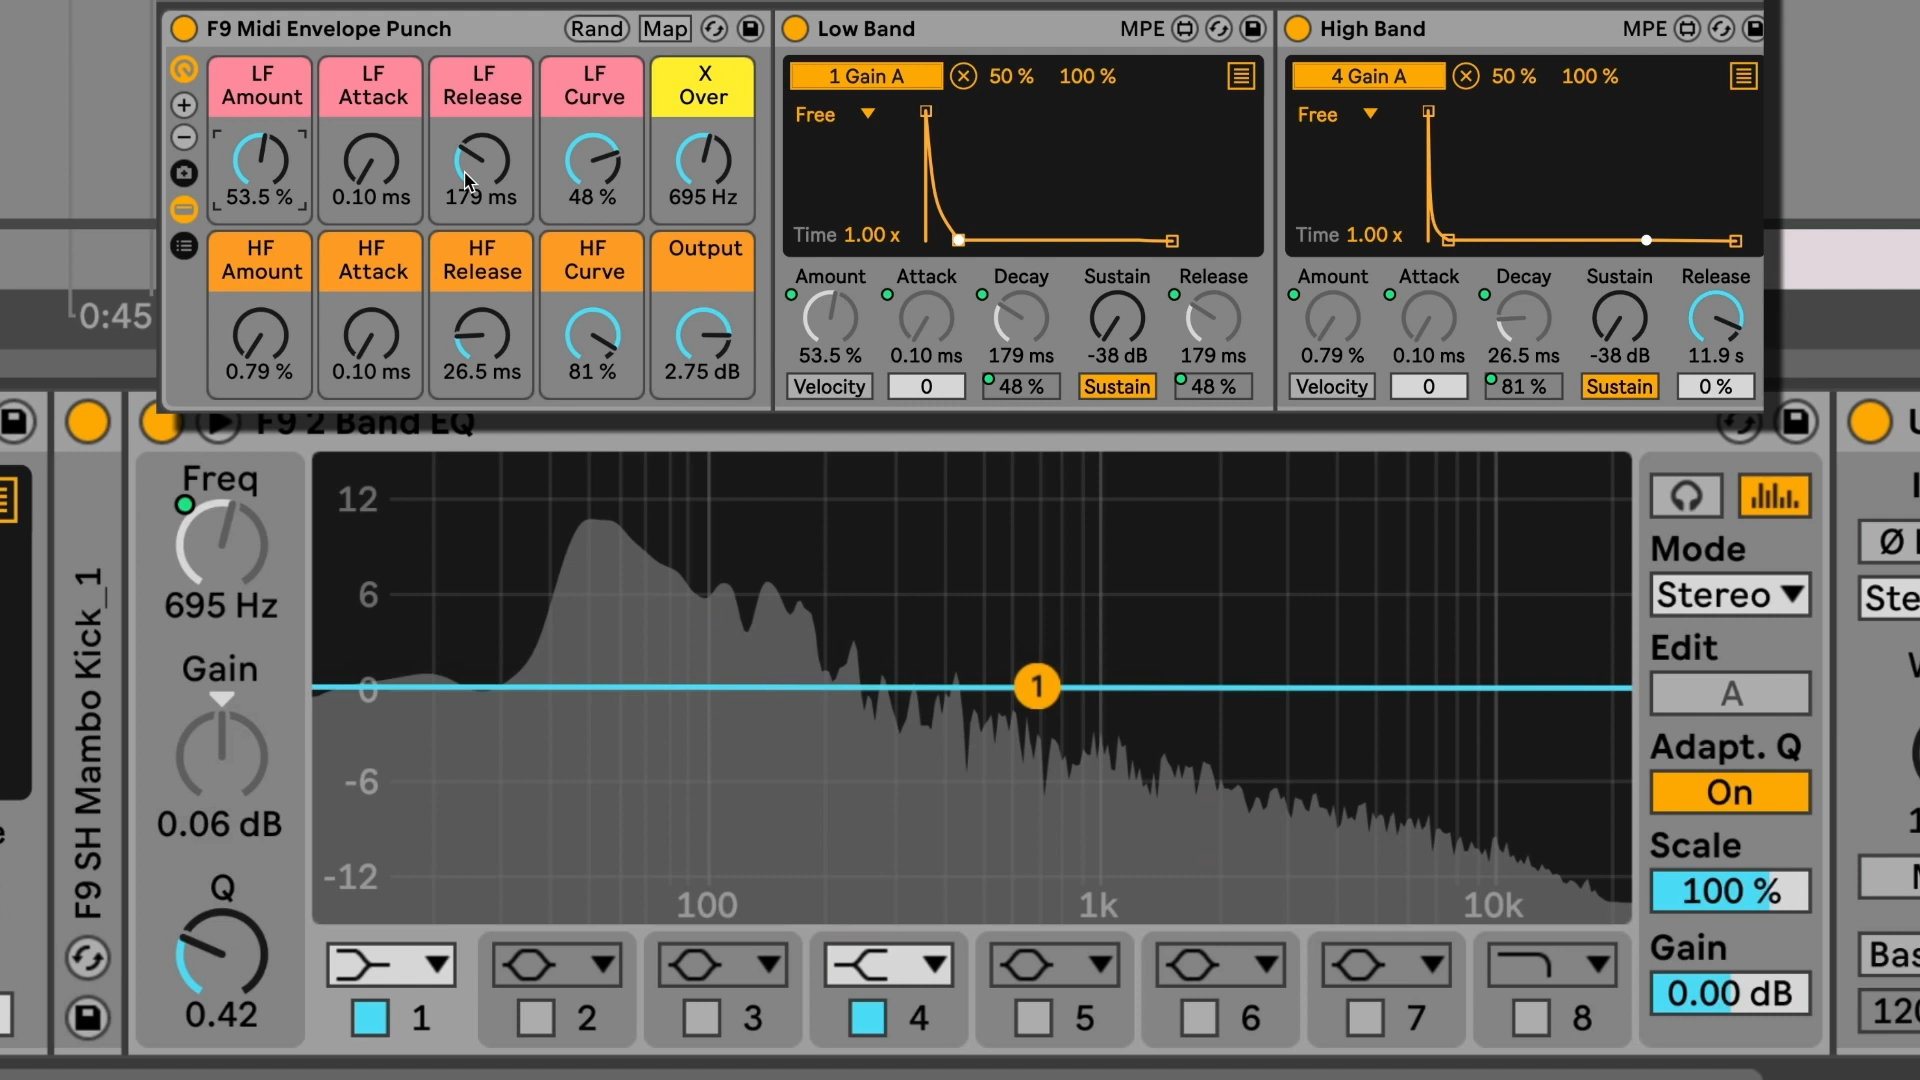 F9 Midi Envelope Punch
Rand
Map
LF Amount
53.5 %
LF Attack
0.10 ms
LF Release
179 ms
LF Curve
48 %
X Over
695 Hz
HF Amount
0.79 %
HF Attack
0.10 ms
HF Release
26.5 ms
HF Curve
81 %
Output
2.75 dB
Low Band
MPE
1 Gain A
50 %
100 %
Free
Time 1.00 x
Amount Attack Decay Sustain Release
53.5 % 0.10 ms 179 ms -38 dB 179 ms
Velocity 0 48 % Sustain 48 %
High Band
MPE
4 Gain A
50 %
100 %
Free
Time 1.00 x
Amount Attack Decay Sustain Release
0.79 % 0.10 ms 26.5 ms -38 dB 11.9 s
Velocity 0 81 % Sustain 0 %
0:45
F9 SH Mambo Kick_1
F9 2 Band EQ
Freq
695 Hz
Gain
0.06 dB
Q
0.42
12
6
0
-6
-12
100
1k
10k
1
1 2 3 4 5 6 7 8
Mode
Stereo
Edit
A
Adapt. Q
On
Scale
100 %
Gain
0.00 dB
Ø
Ste
Bas
120